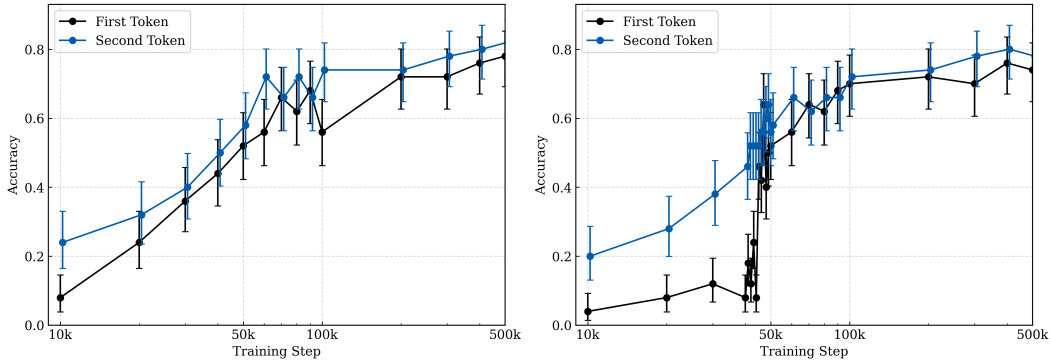 First Token
Second Token
Accuracy
0.8
0.6
0.4
0.2
0.0
10k
50k
100k
500k
Training Step
First Token
Second Token
Accuracy
0.8
0.6
0.4
0.2
0.0
10k
50k
100k
500k
Training Step